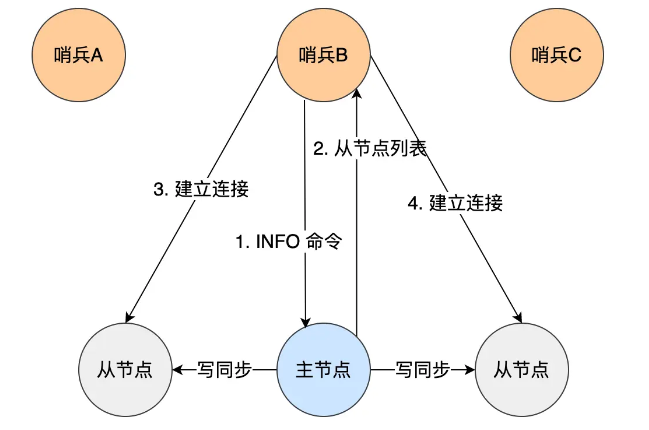 哨兵A
哨兵B
哨兵C
2. 从节点列表
3. 建立连接
4. 建立连接
1. INFO 命令
从节点
写同步
主节点
写同步
从节点